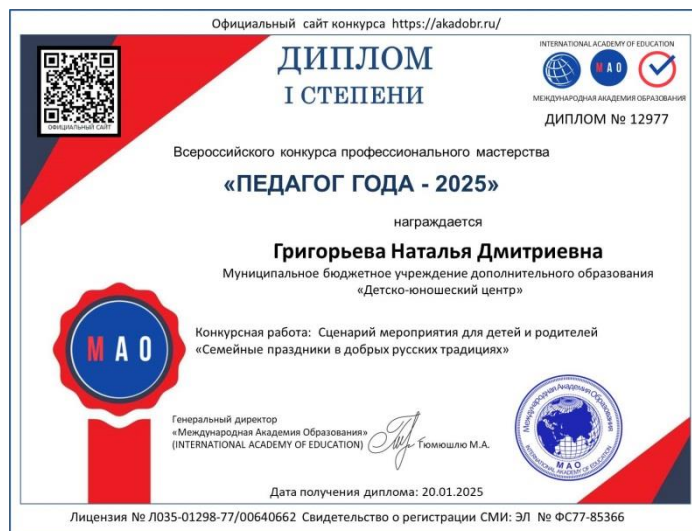 Официальный сайт конкурса https://akadobr.ru/
ДИПЛОМ
I СТЕПЕНИ
INTERNATIONAL ACADEMY OF EDUCATION
МАО
МЕЖДУНАРОДНАЯ АКАДЕМИЯ ОБРАЗОВАНИЯ
ОФИЦИАЛЬНЫЙ САЙТ
ДИПЛОМ № 12977
Всероссийского конкурса профессионального мастерства
«ПЕДАГОГ ГОДА - 2025»
награждается
Григорьева Наталья Дмитриевна
Муниципальное бюджетное учреждение дополнительного образования
«Детско-юношеский центр»
МАО
Конкурсная работа: Сценарий мероприятия для детей и родителей
«Семейные праздники в добрых русских традициях»
Генеральный директор
«Международная Академия Образования»
(INTERNATIONAL ACADEMY OF EDUCATION)
Гюмюшлю М.А.
Международная Академия Образования
МАО
INTERNATIONAL ACADEMY OF EDUCATION
Дата получения диплома: 20.01.2025
Лицензия № Л035-01298-77/00640662 Свидетельство о регистрации СМИ: ЭЛ № ФС77-85366